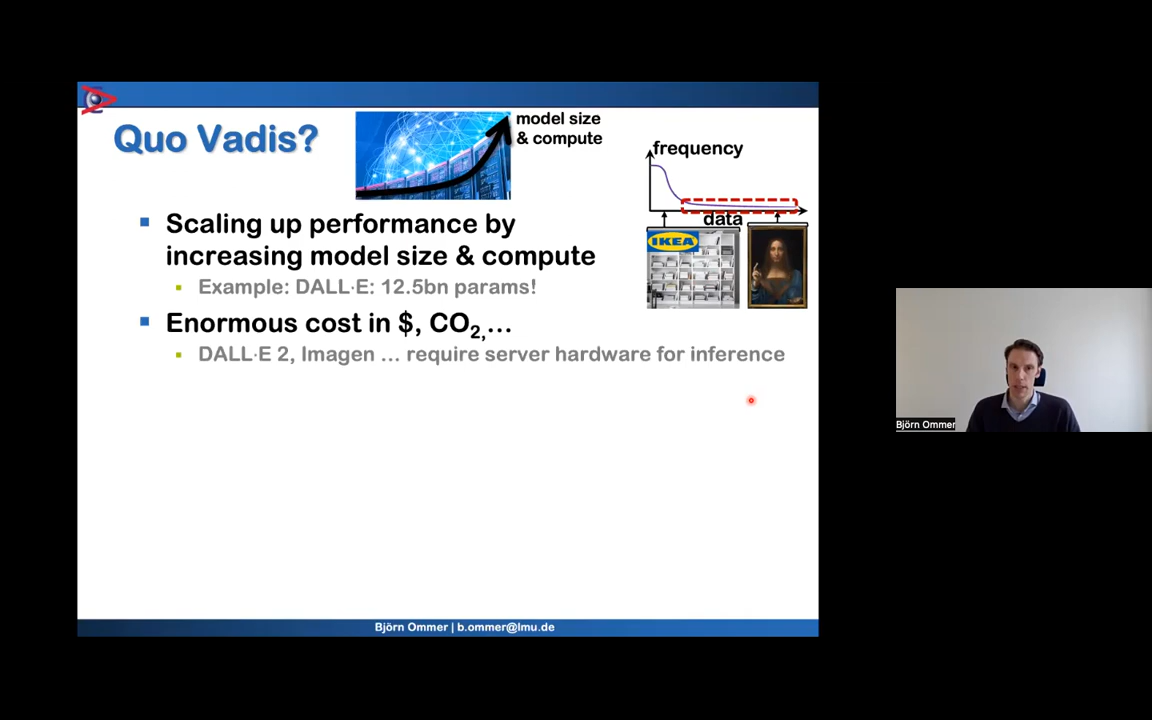 Quo Vadis?
model size
& compute
frequency
data
IKEA
Scaling up performance by
increasing model size & compute
Example: DALL·E: 12.5bn params!
Enormous cost in $, CO2,…
DALL·E 2, Imagen … require server hardware for inference
Björn Ommer | b.ommer@lmu.de
Björn Ommer